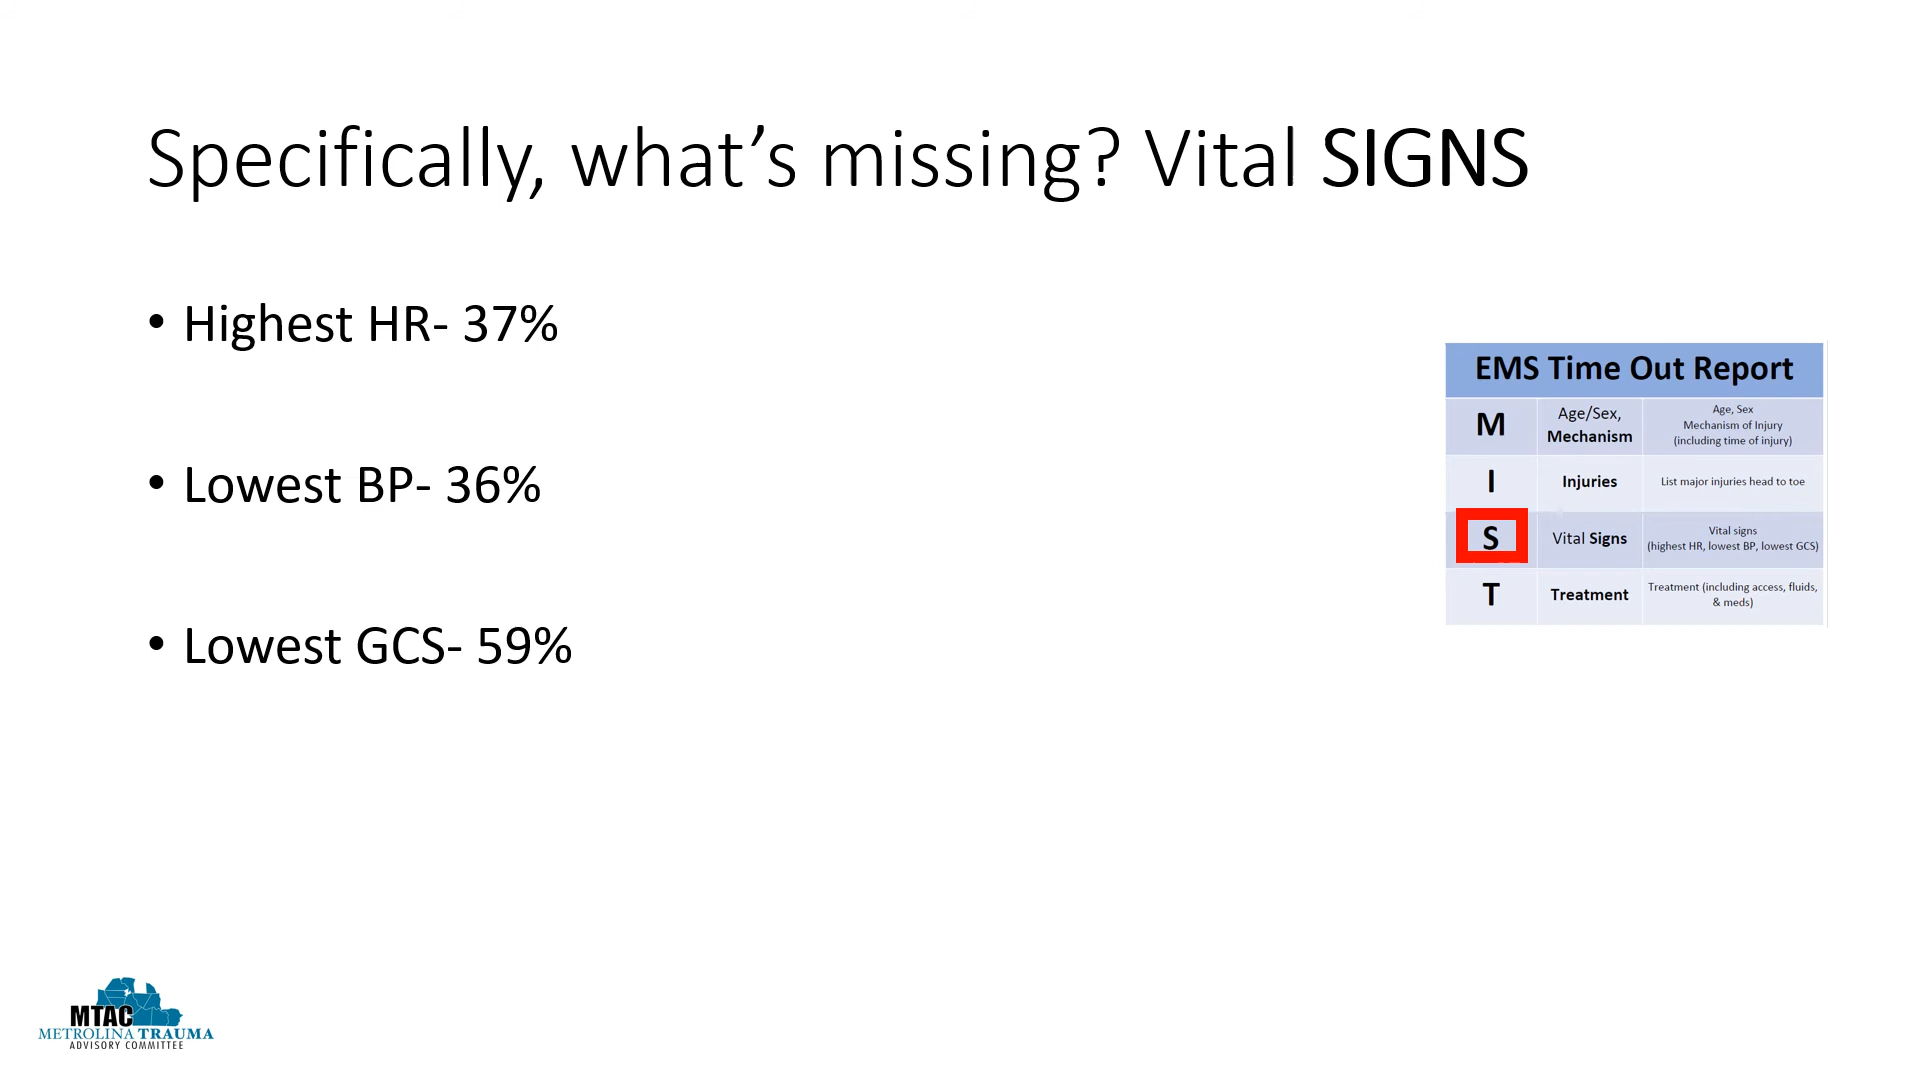 Specifically, what’s missing? Vital SIGNS
• Highest HR- 37%
• Lowest BP- 36%
• Lowest GCS- 59%
EMS Time Out Report
M
Age/Sex,
Mechanism
Age, Sex
Mechanism of Injury
(including time of injury)
I
Injuries
List major injuries head to toe
S
Vital Signs
Vital signs
(highest HR, lowest BP, lowest GCS)
T
Treatment
Treatment (including access, fluids,
& meds)
MTAC
METROLINA TRAUMA
ADVISORY COMMITTEE